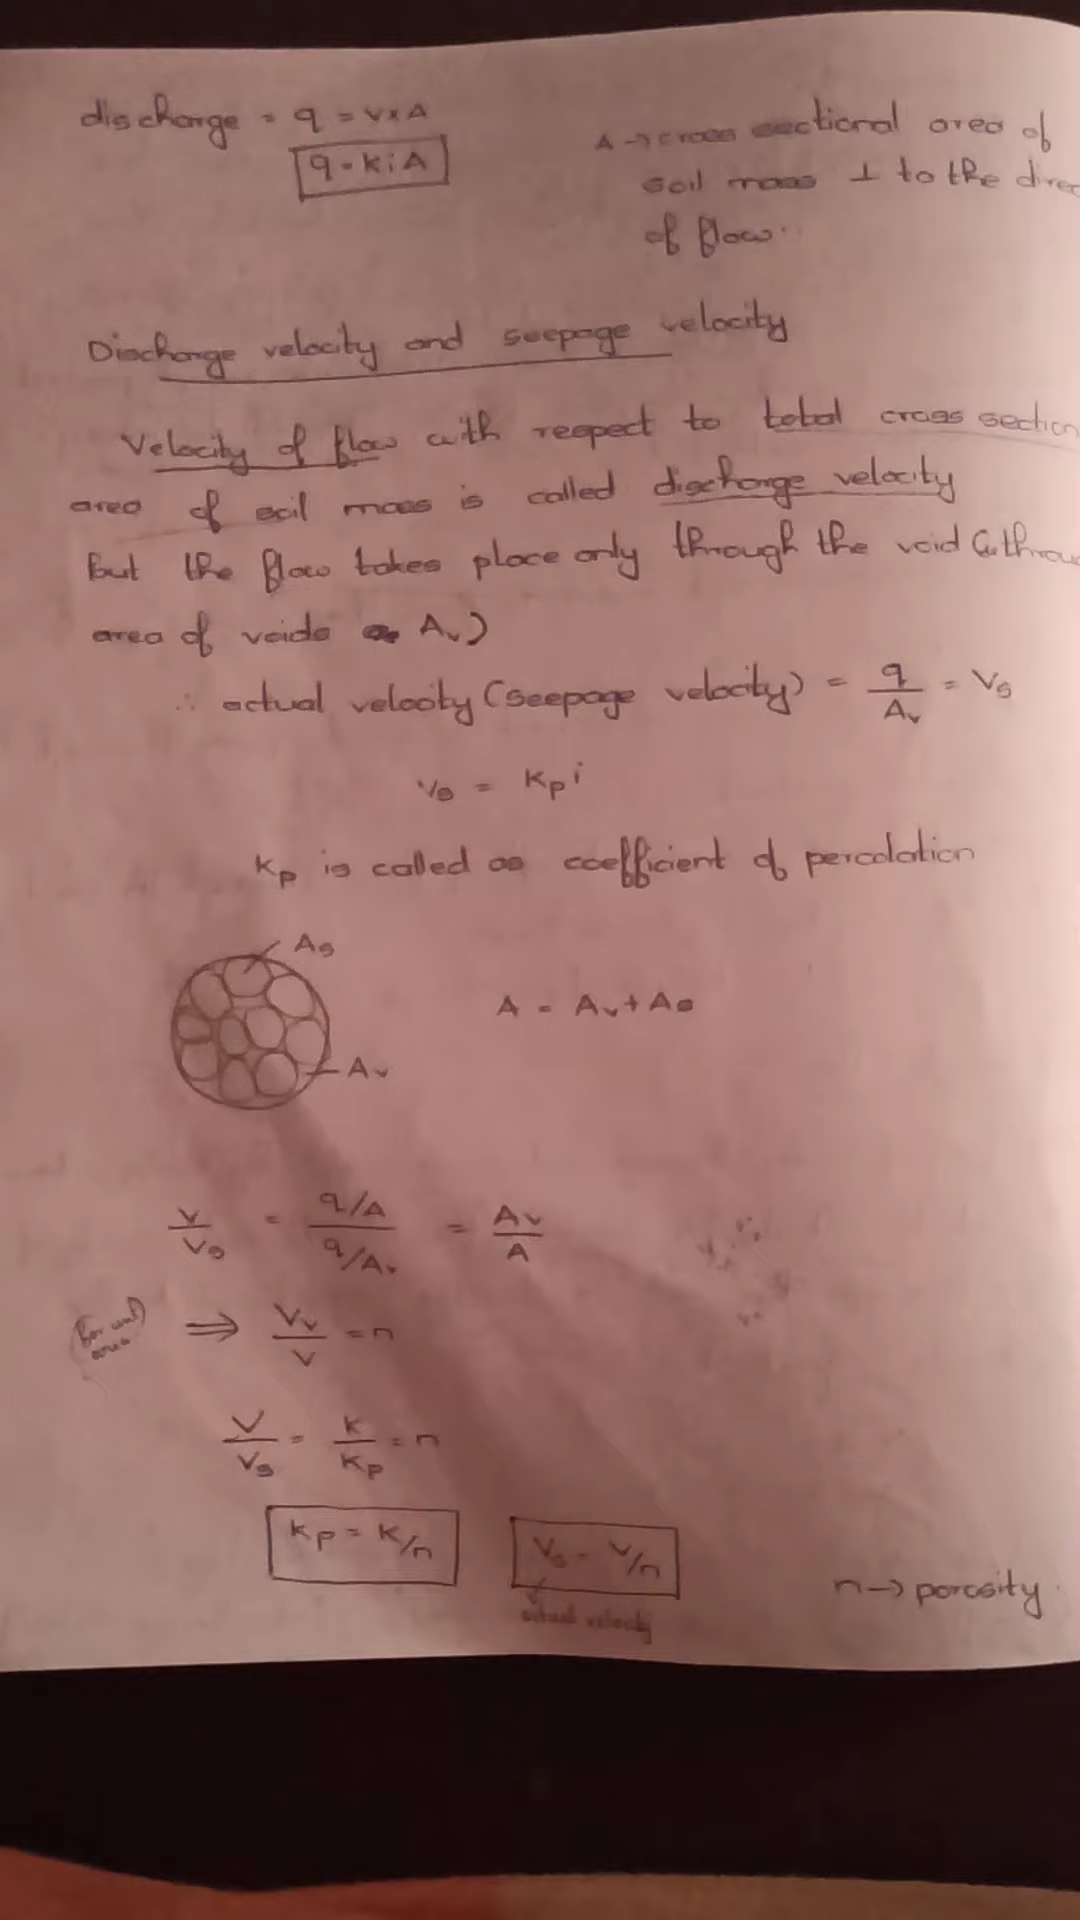 discharge = q = v x A
q = kiA
A → cross sectional area of
soil mass ⊥ to the direc
of flow
Discharge velocity and seepage velocity
Velocity of flow with respect to total cross section
area of soil mass is called discharge velocity
But the flow takes place only through the void (throu
area of voids Av)
∴ actual velocity (seepage velocity) = q/Av = Vs
Vs = Kp i
Kp is called as coefficient of percolation
As
A = Av + As
Av
V/Vs = (q/A)/(q/Av) = Av/A
(For unit area) ⇒ Vv/V = n
V/Vs = K/Kp = n
Kp = K/n
Vs = V/n
n → porosity
actual velocity